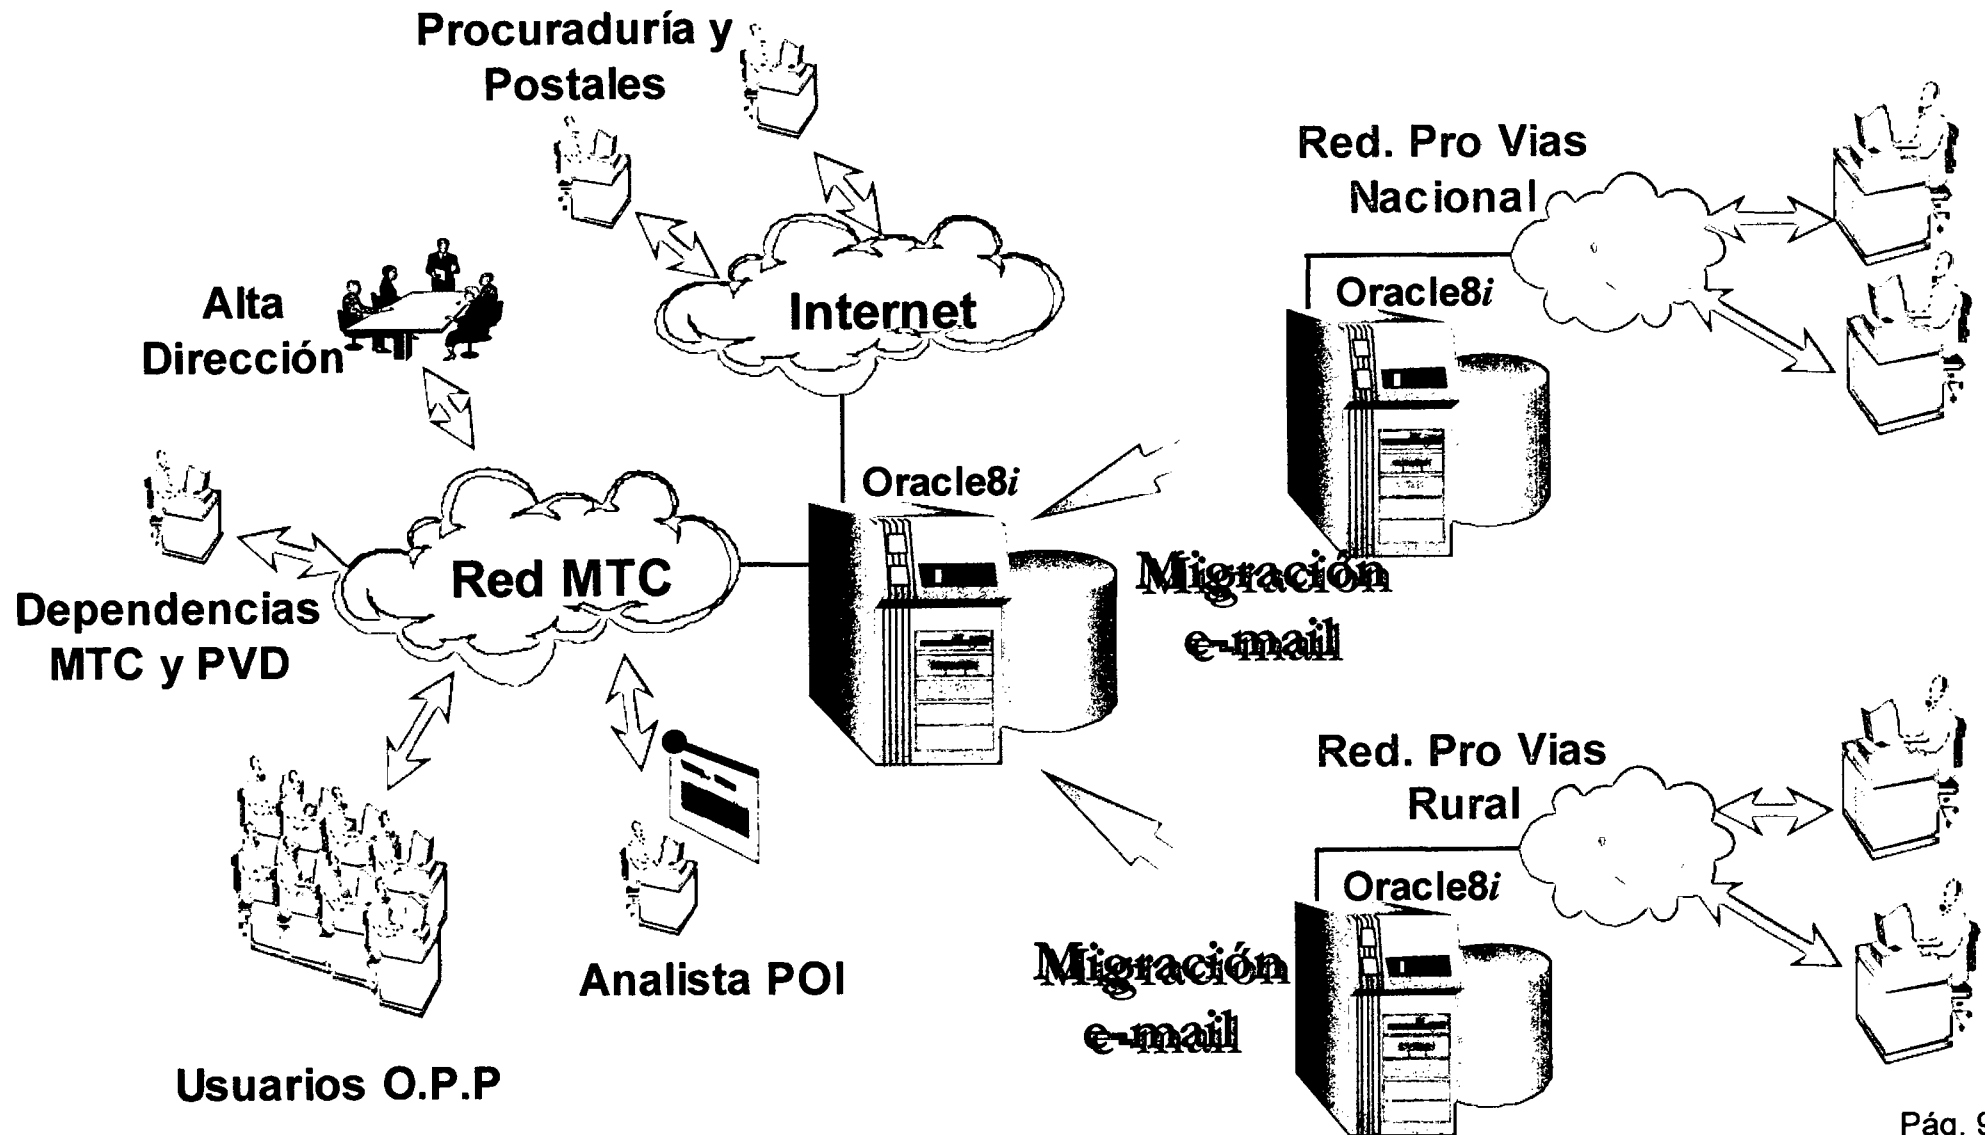 Procuraduría y
Postales
Red. Pro Vias
Nacional
Alta
Dirección
Internet
Oracle8i
Oracle8i
Red MTC
Migración
e-mail
Dependencias
MTC y PVD
Red. Pro Vias
Rural
Oracle8i
Analista POI
Migración
e-mail
Usuarios O.P.P
Pág. 9